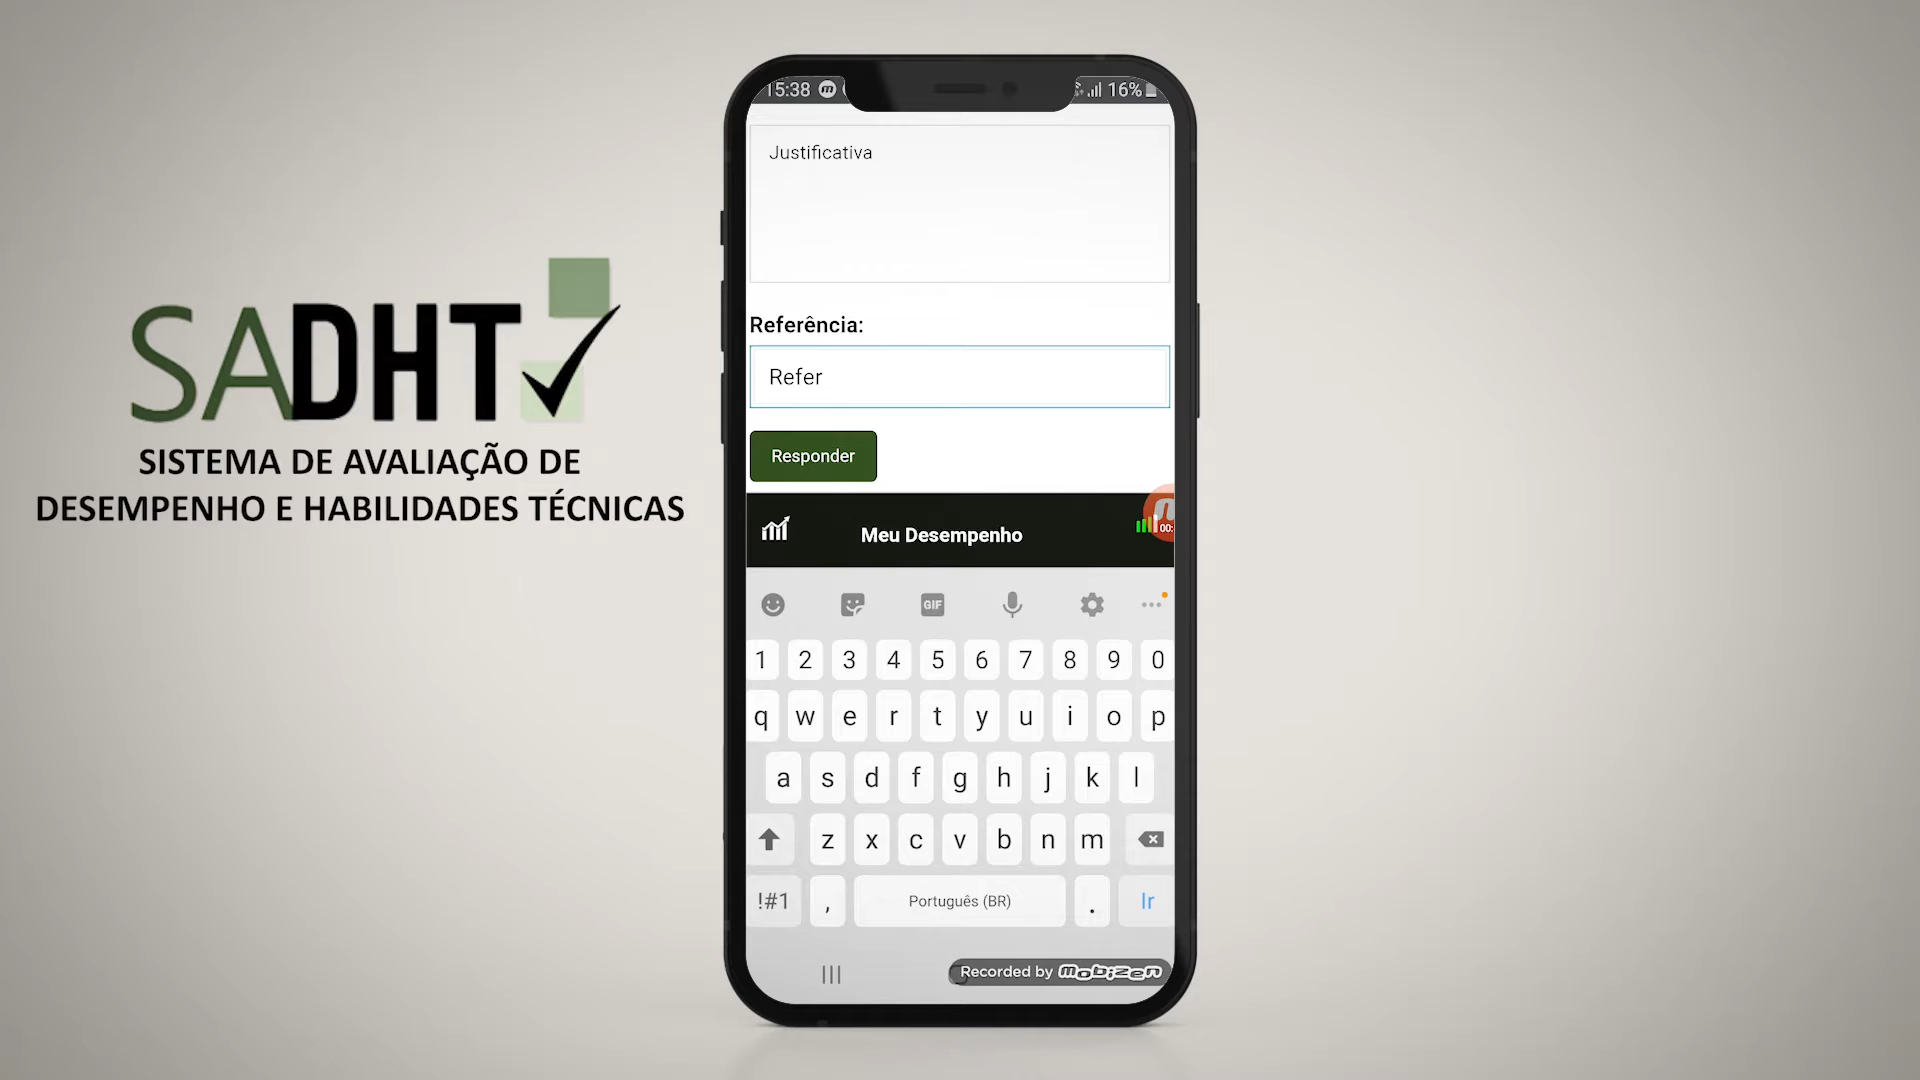 SADHT
SISTEMA DE AVALIAÇÃO DE
DESEMPENHO E HABILIDADES TÉCNICAS
15:38
16%
Justificativa
Referência:
Refer
Responder
Meu Desempenho
00:
GIF
1 2 3 4 5 6 7 8 9 0
q w e r t y u i o p
a s d f g h j k l
z x c v b n m
!#1 , Português (BR) . Ir
Recorded by mobizen